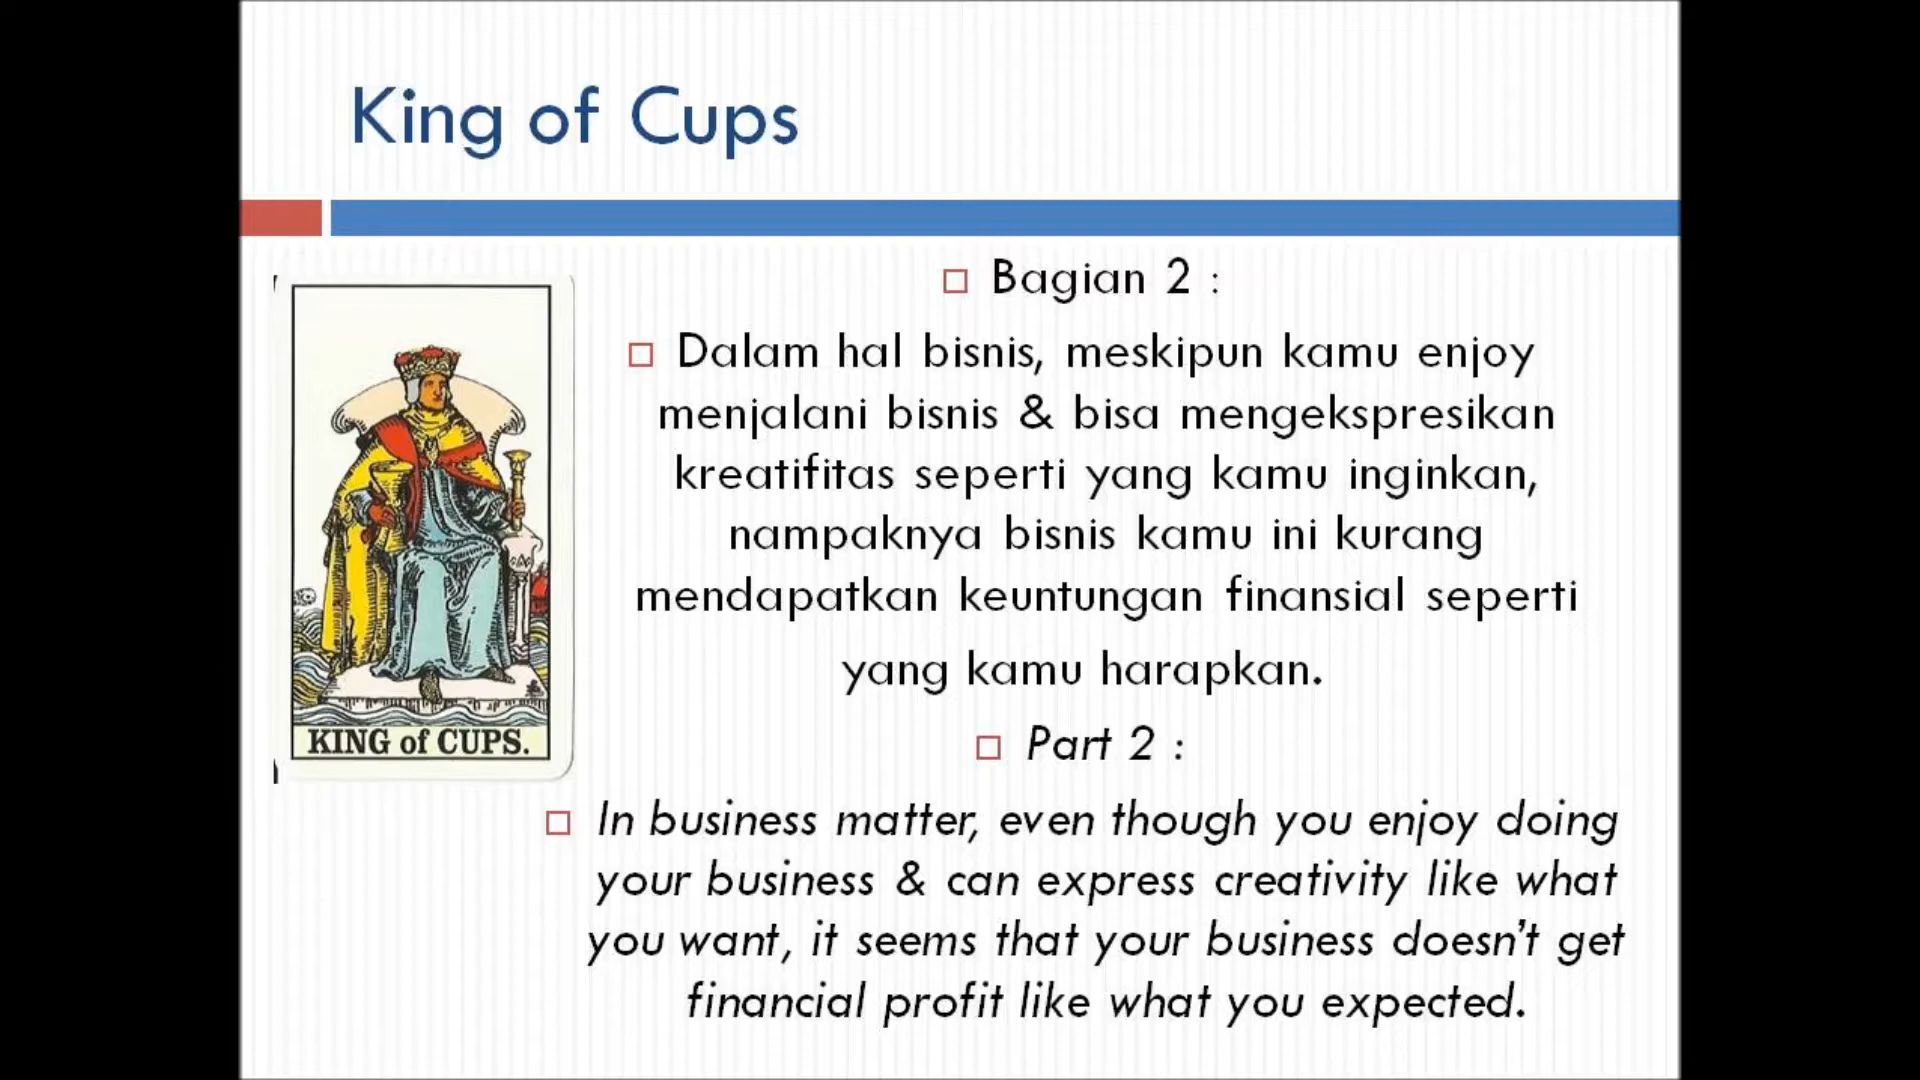 King of Cups
Bagian 2 :
Dalam hal bisnis, meskipun kamu enjoy
menjalani bisnis & bisa mengekspresikan
kreatifitas seperti yang kamu inginkan,
nampaknya bisnis kamu ini kurang
mendapatkan keuntungan finansial seperti
yang kamu harapkan.
KING of CUPS.
Part 2 :
In business matter, even though you enjoy doing
your business & can express creativity like what
you want, it seems that your business doesn't get
financial profit like what you expected.